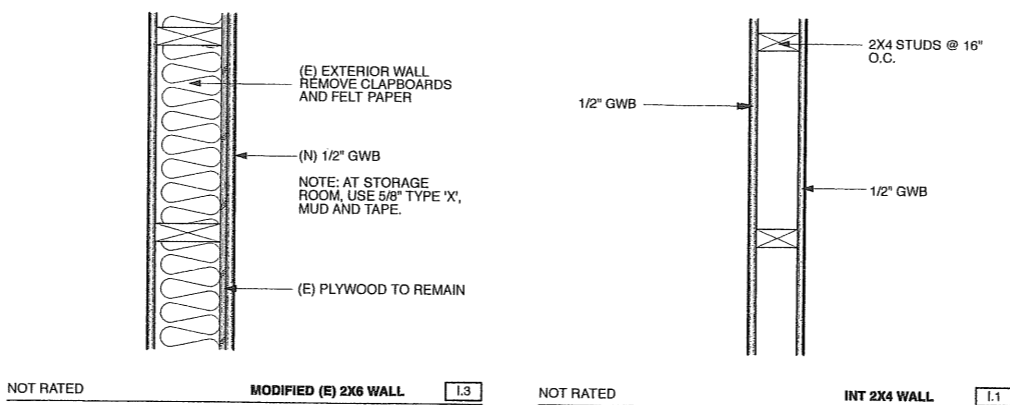 (E) EXTERIOR WALL
REMOVE CLAPBOARDS
AND FELT PAPER
(N) 1/2" GWB
NOTE: AT STORAGE
ROOM, USE 5/8" TYPE 'X',
MUD AND TAPE.
(E) PLYWOOD TO REMAIN
NOT RATED
MODIFIED (E) 2X6 WALL
I.3
2X4 STUDS @ 16"
O.C.
1/2" GWB
1/2" GWB
NOT RATED
INT 2X4 WALL
I.1